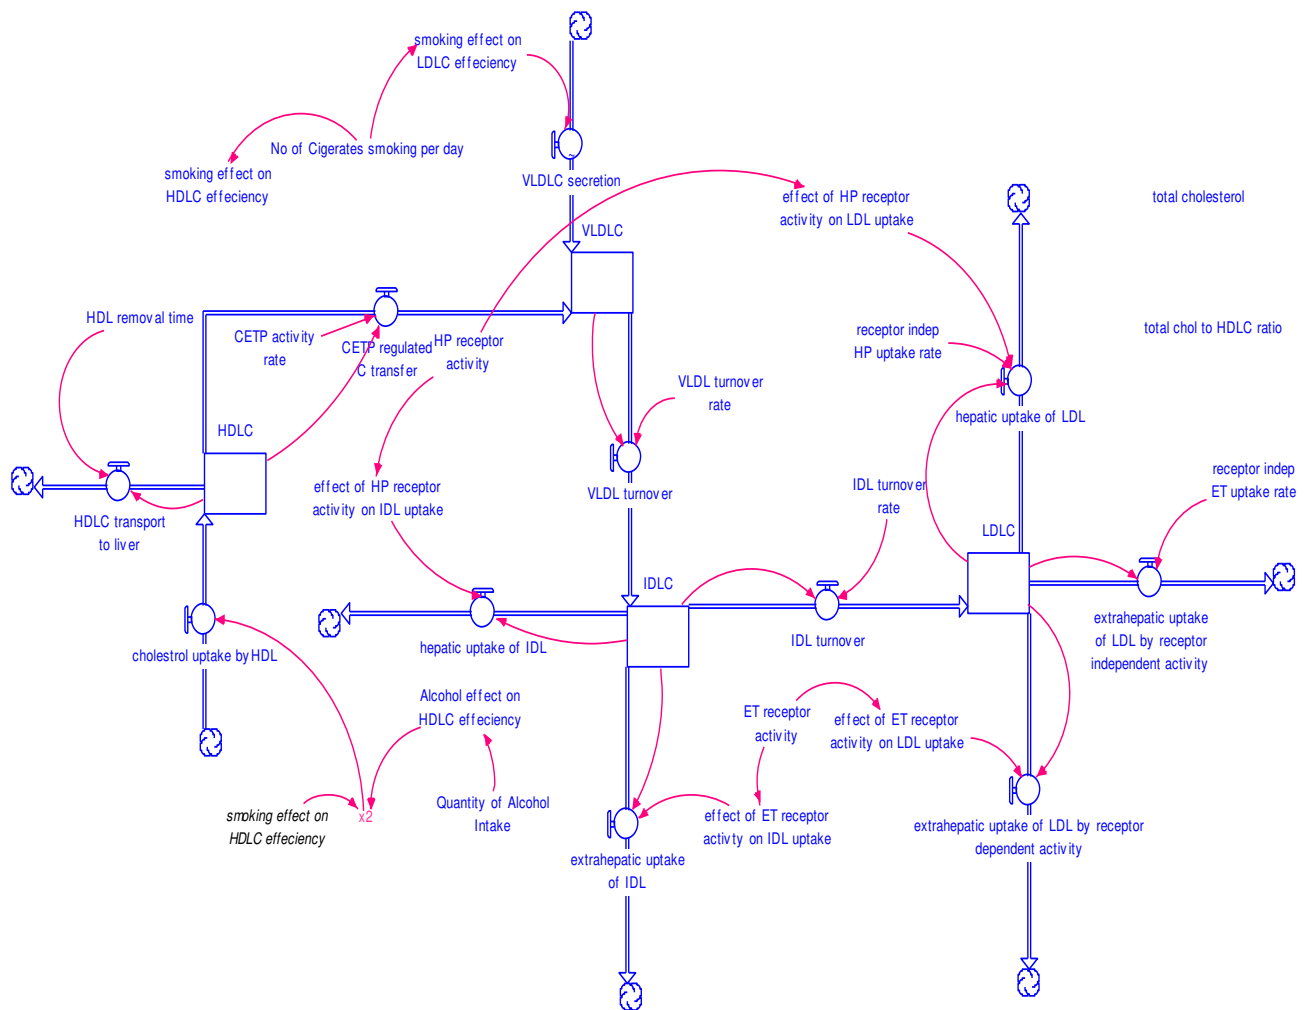 smoking effect on
LDLC effeciency
No of Cigerates smoking per day
smoking effect on
HDLC effeciency
VLDLC secretion
effect of HP receptor
activity on LDL uptake
total cholesterol
VLDLC
HDL removal time
CETP activity
rate
CETP regulated
C transfer
HP receptor
activity
receptor indep
HP uptake rate
total chol to HDLC ratio
VLDL turnover
rate
hepatic uptake of LDL
HDLC
effect of HP receptor
activity on IDL uptake
VLDL turnover
IDL turnover
rate
receptor indep
ET uptake rate
HDLC transport
to liver
LDLC
IDLC
cholestrol uptake by HDL
hepatic uptake of IDL
IDL turnover
extrahepatic uptake
of LDL by receptor
independent activity
Alcohol effect on
HDLC effeciency
ET receptor
activity
effect of ET receptor
activity on LDL uptake
smoking effect on
HDLC effeciency
x2
Quantity of Alcohol
Intake
effect of ET receptor
activity on IDL uptake
extrahepatic uptake of LDL by receptor
dependent activity
extrahepatic uptake
of IDL